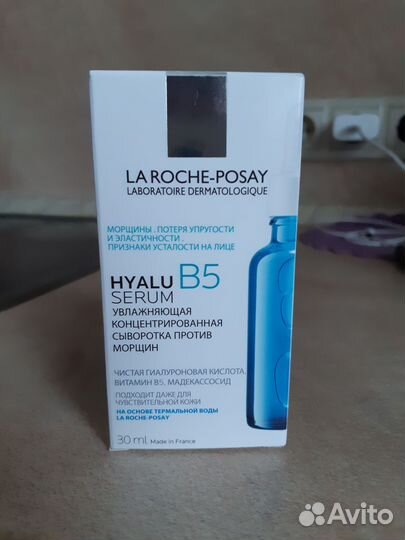 LA ROCHE-POSAY
LABORATOIRE DERMATOLOGIQUE
МОРЩИНЫ . ПОТЕРЯ УПРУГОСТИ
И ЭЛАСТИЧНОСТИ .
ПРИЗНАКИ УСТАЛОСТИ НА ЛИЦЕ
HYALU B5
SERUM
УВЛАЖНЯЮЩАЯ
КОНЦЕНТРИРОВАННАЯ
СЫВОРОТКА ПРОТИВ
МОРЩИН
ЧИСТАЯ ГИАЛУРОНОВАЯ КИСЛОТА,
ВИТАМИН B5, МАДЕКАССОСИД
ПОДХОДИТ ДАЖЕ ДЛЯ
ЧУВСТВИТЕЛЬНОЙ КОЖИ
НА ОСНОВЕ ТЕРМАЛЬНОЙ ВОДЫ
LA ROCHE-POSAY
30 ml Made in France
Avito